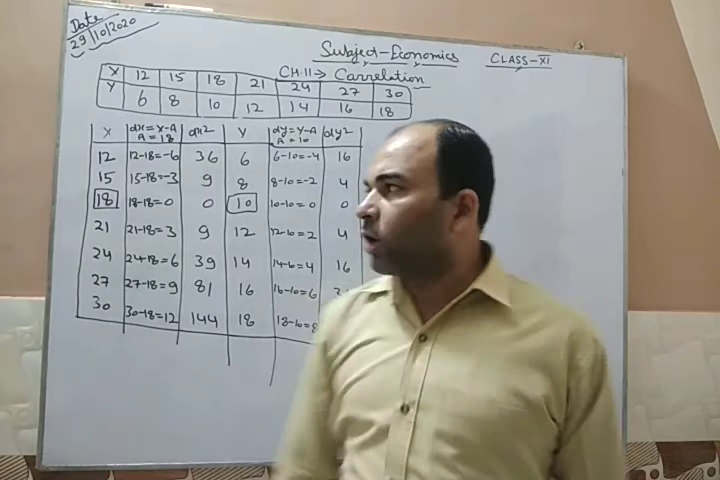 Date
29/10/2020
Subject-Economics CLASS-XI
CH.11→ Carrelation
X 12 15 18 21 24 27 30
Y 6 8 10 12 14 16 18
X dx=X-A A=18 dx2 Y dy=Y-A A=10 dy2
12 12-18=-6 36 6 6-10=-4 16
15 15-18=-3 9 8 8-10=-2 4
18 18-18=0 0 10 10-10=0 0
21 21-18=3 9 12 12-10=2 4
24 24-18=6 39 14 14-6=4 16
27 27-18=9 81 16 16-10=6
30 30-18=12 144 18 18-10=8